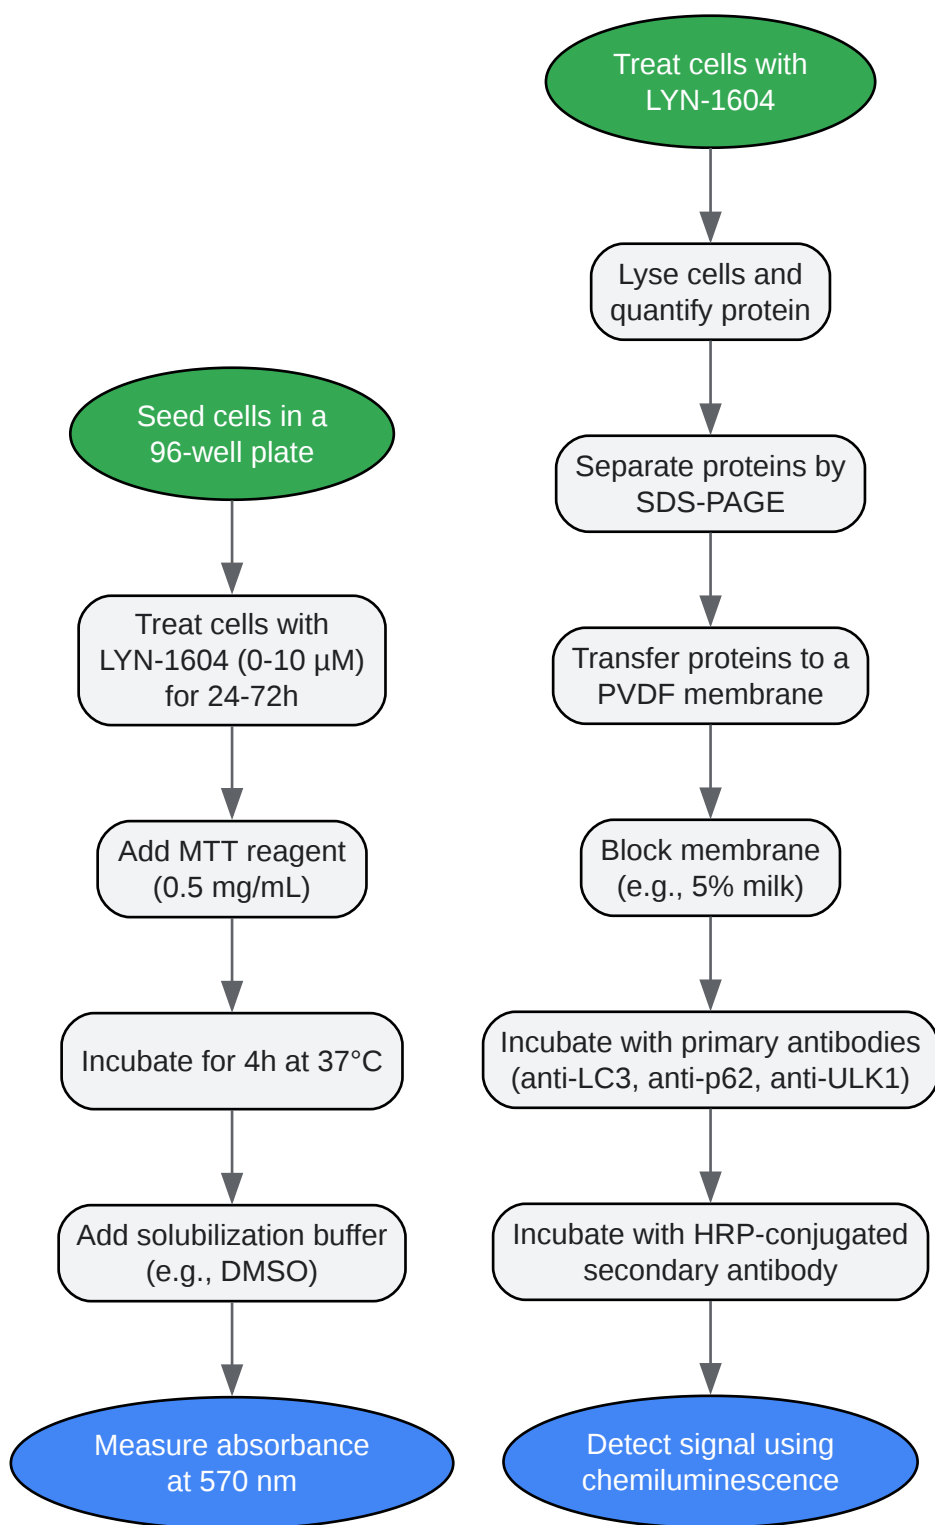 Seed cells in a
96-well plate
Treat cells with
LYN-1604 (0-10 µM)
for 24-72h
Add MTT reagent
(0.5 mg/mL)
Incubate for 4h at 37°C
Add solubilization buffer
(e.g., DMSO)
Measure absorbance
at 570 nm
Treat cells with
LYN-1604
Lyse cells and
quantify protein
Separate proteins by
SDS-PAGE
Transfer proteins to a
PVDF membrane
Block membrane
(e.g., 5% milk)
Incubate with primary antibodies
(anti-LC3, anti-p62, anti-ULK1)
Incubate with HRP-conjugated
secondary antibody
Detect signal using
chemiluminescence